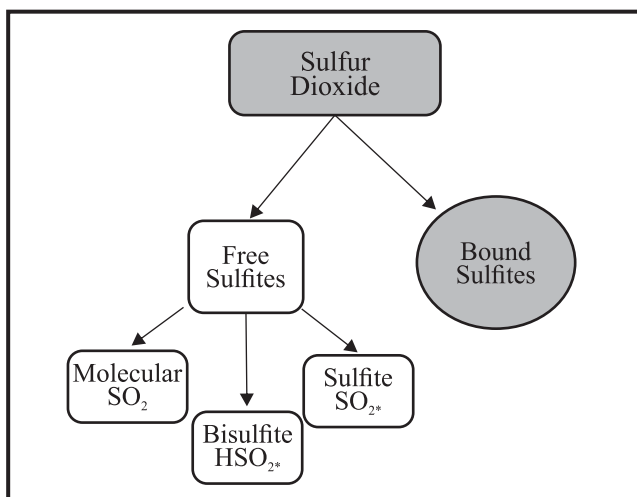 Sulfur
Dioxide
Free
Sulfites
Bound
Sulfites
Molecular
SO₂
Sulfite
SO₂*
Bisulfite
HSO₂*